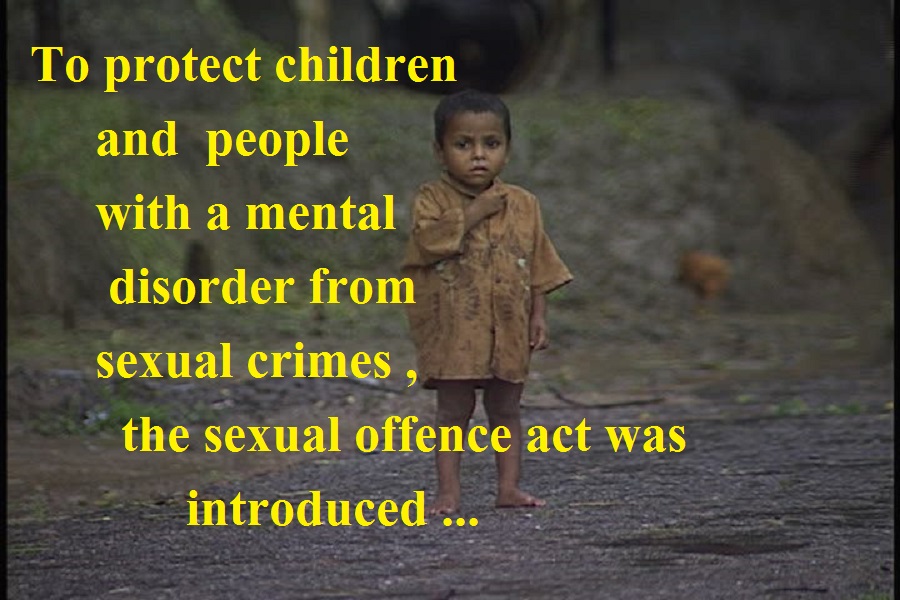 To protect children
and people
with a mental
disorder from
sexual crimes ,
the sexual offence act was
introduced ...